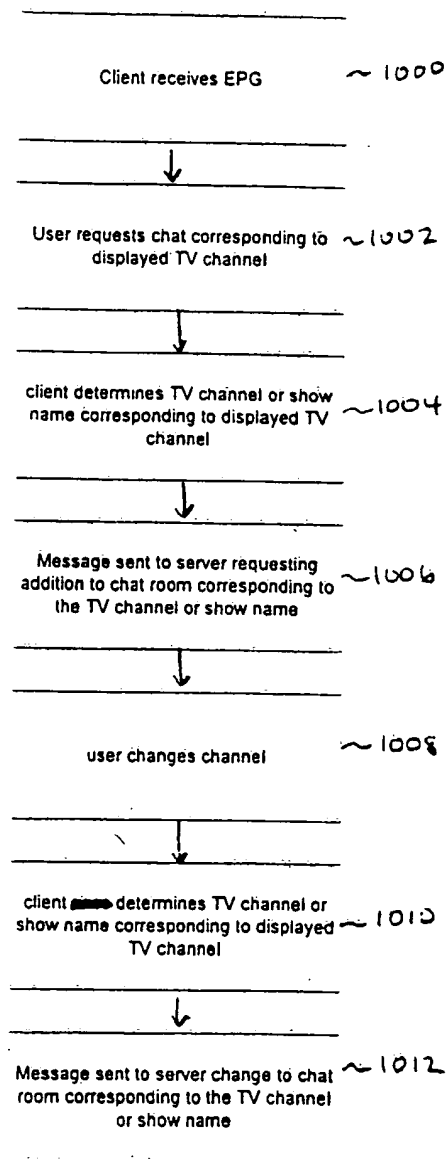 Client receives EPG ~ 1000
User requests chat corresponding to ~1002
displayed TV channel
client determines TV channel or show
name corresponding to displayed TV ~1004
channel
Message sent to server requesting
addition to chat room corresponding to ~1006
the TV channel or show name
user changes channel ~ 1008
client determines TV channel or
show name corresponding to displayed ~ 1010
TV channel
Message sent to server change to chat ~1012
room corresponding to the TV channel
or show name